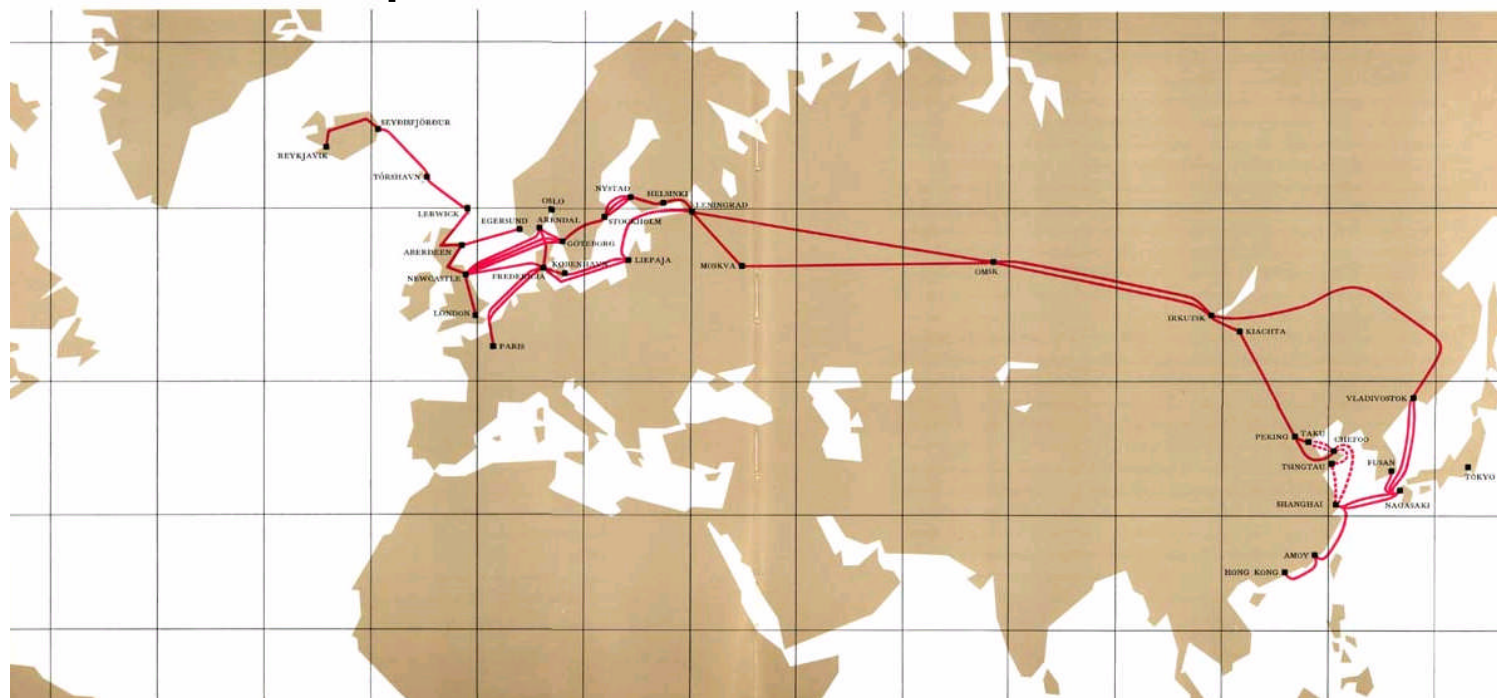 SEYÐISFJÖRÐUR
REYKJAVIK
TÓRSHAVN
LERWICK
NYSTAD
HELSINKI
OSLO
LENINGRAD
EGERSUND
ARENDAL
STOCKHOLM
GÖTEBORG
ABERDEEN
KØBENHAVN
LIEPAJA
MOSKVA
OMSK
NEWCASTLE
FREDERICIA
LONDON
IRKUTSK
KIACHTA
PARIS
VLADIVOSTOK
PEKING
TAKU
CHEFOO
TSINGTAU
FUSAN
TOKYO
SHANGHAI
NAGASAKI
AMOY
HONG KONG